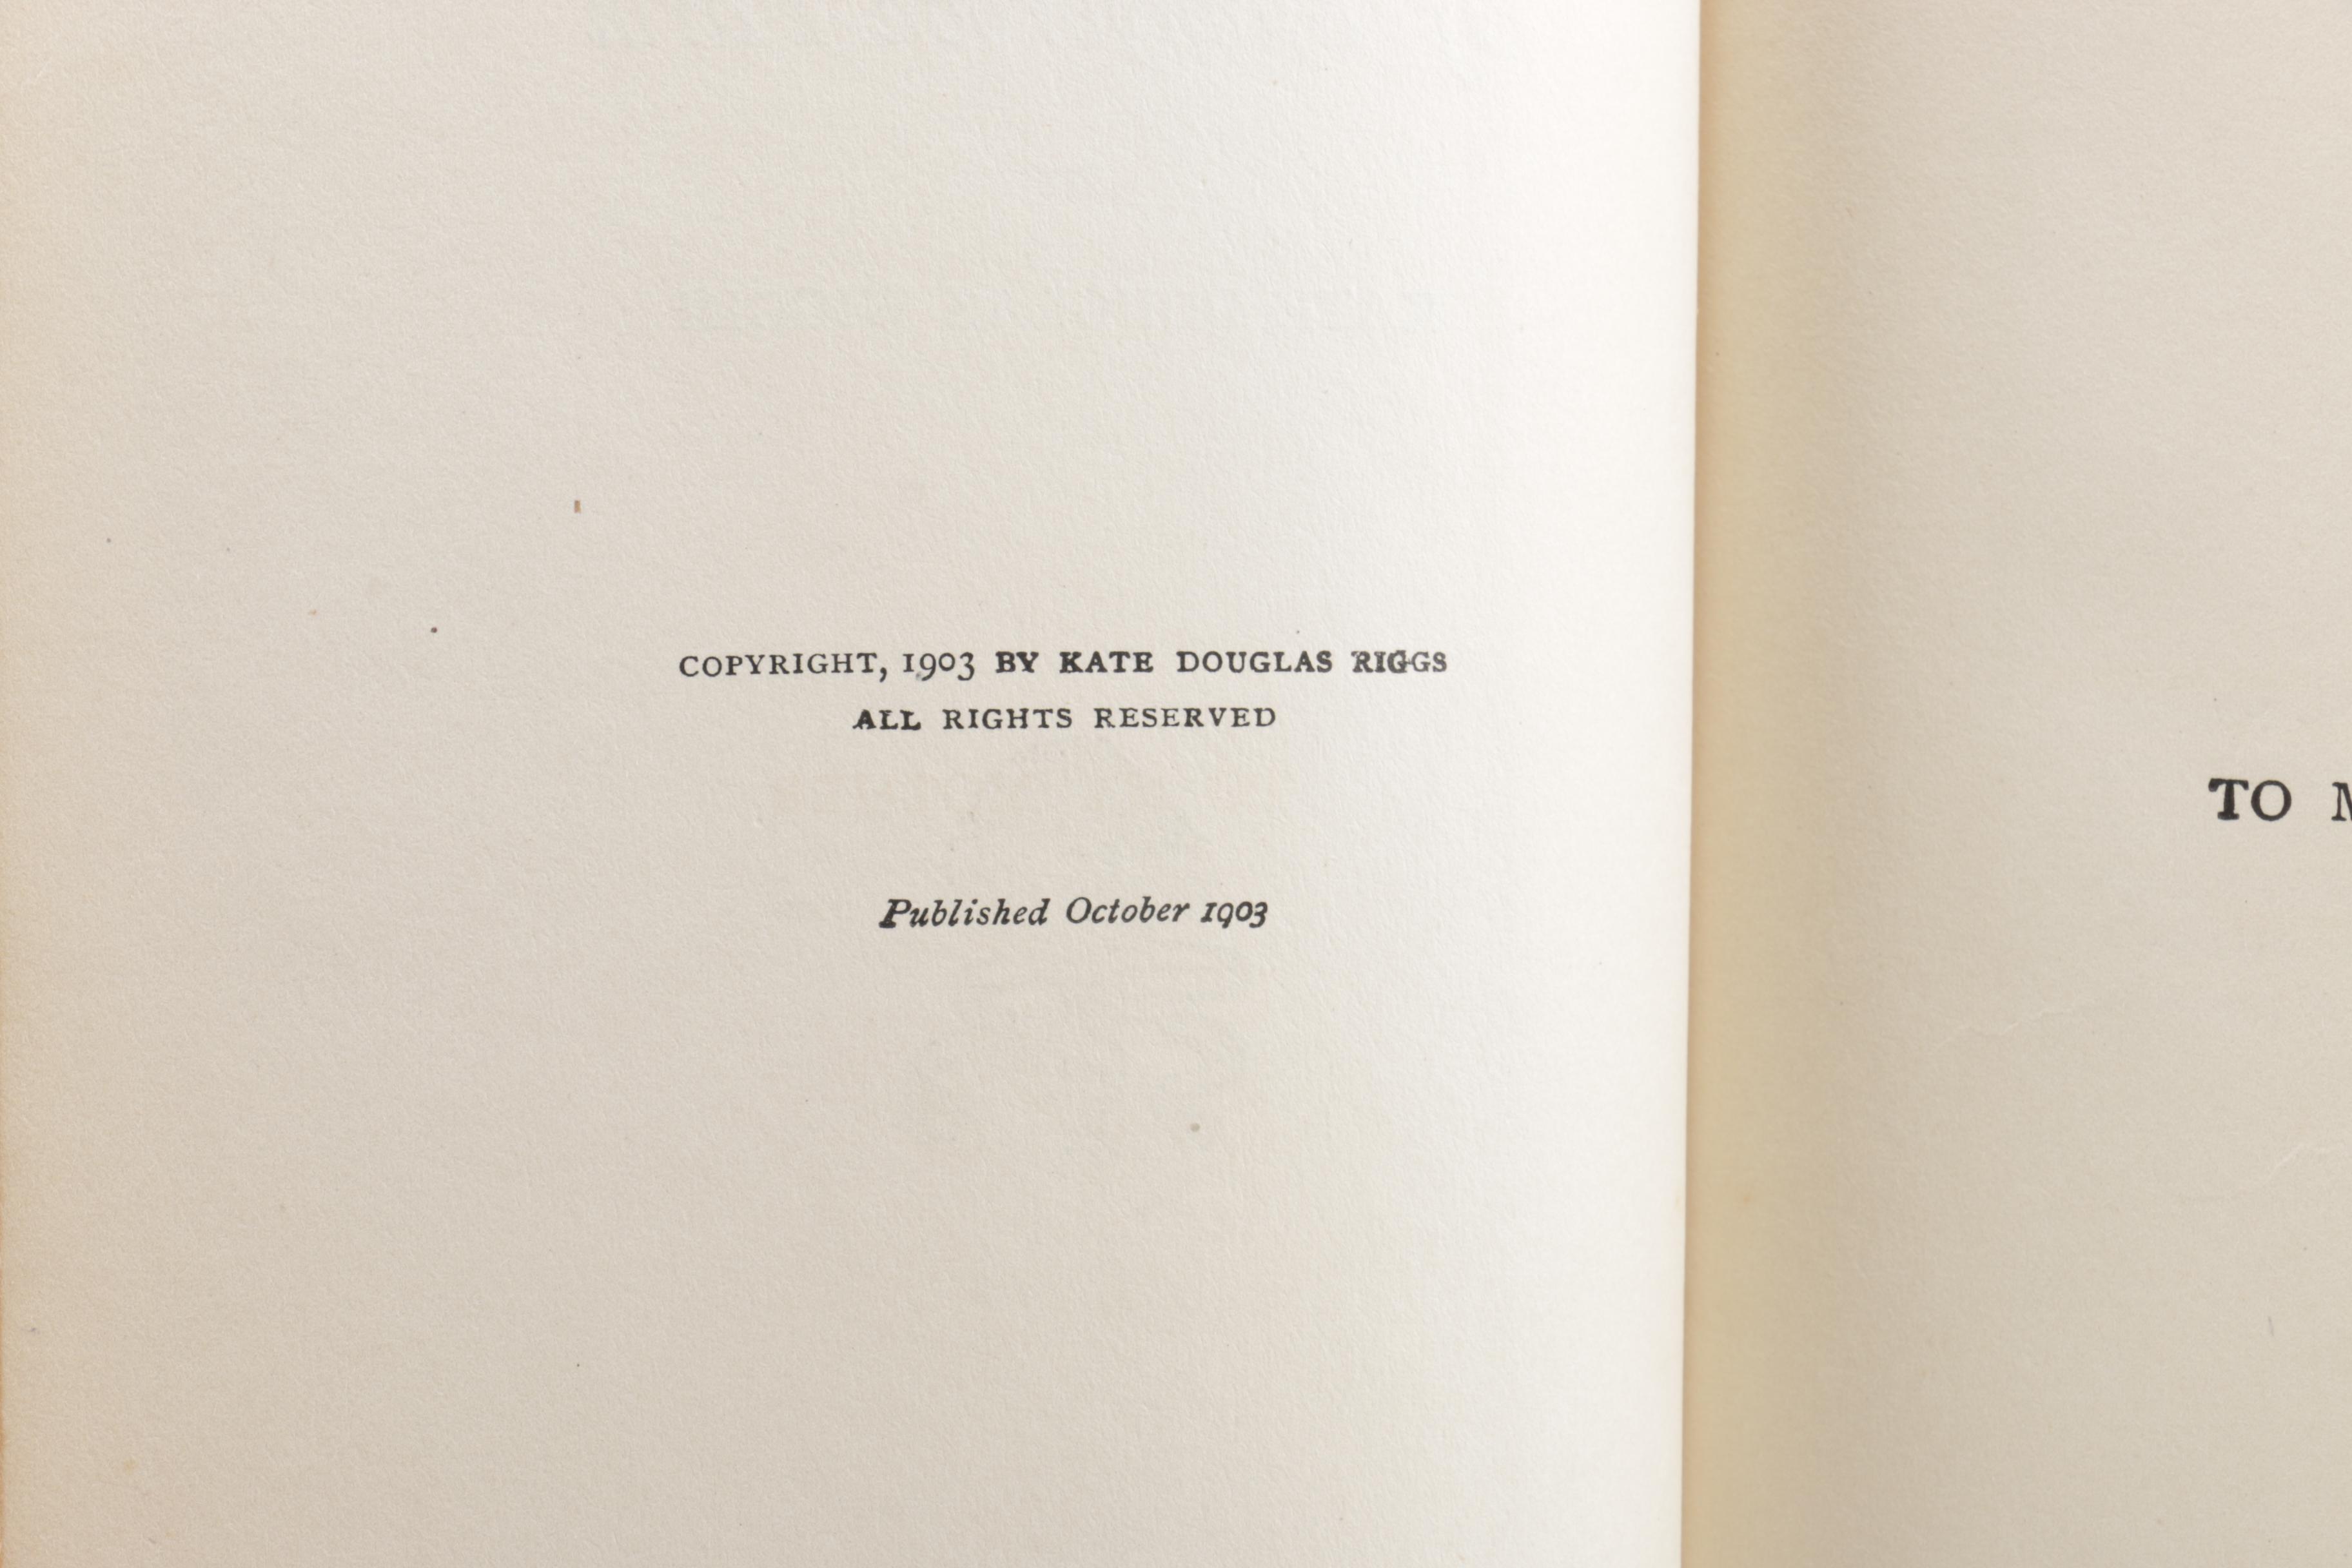 COPYRIGHT, 1903 BY KATE DOUGLAS RIGGS
ALL RIGHTS RESERVED
Published October 1903
TO